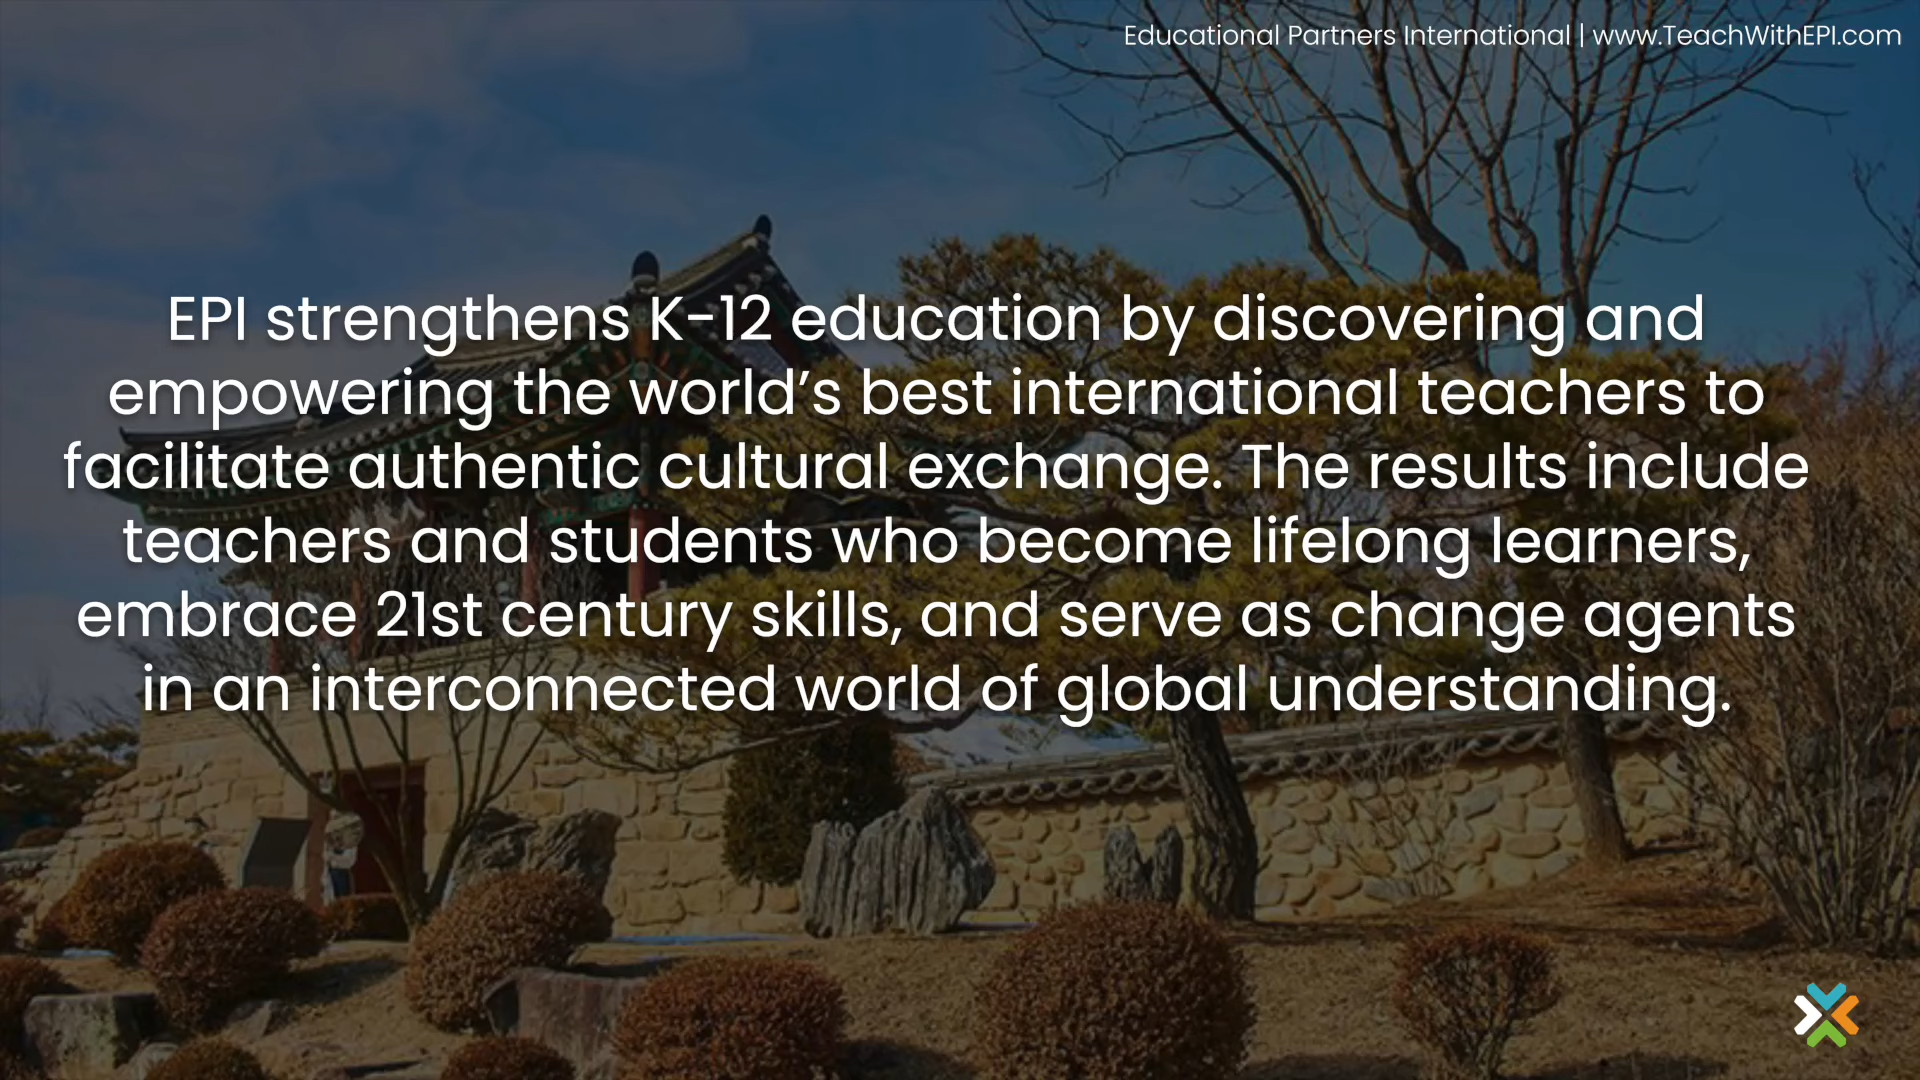 Educational Partners International | www.TeachWithEPI.com
EPI strengthens K-12 education by discovering and
empowering the world’s best international teachers to
facilitate authentic cultural exchange. The results include
teachers and students who become lifelong learners,
embrace 21st century skills, and serve as change agents
in an interconnected world of global understanding.